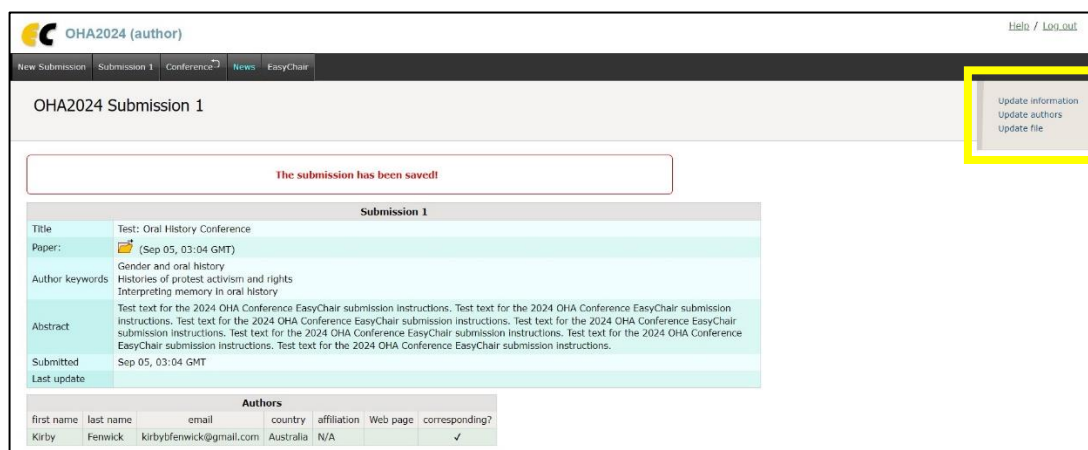 OHA2024 (author)
Help / Log out
New Submission Submission 1 Conference News EasyChair
OHA2024 Submission 1
Update information
Update authors
Update file
The submission has been saved!
Submission 1
Title Test: Oral History Conference
Paper: (Sep 05, 03:04 GMT)
Author keywords Gender and oral history
Histories of protest activism and rights
Interpreting memory in oral history
Abstract Test text for the 2024 OHA Conference EasyChair submission instructions. Test text for the 2024 OHA Conference EasyChair submission
instructions. Test text for the 2024 OHA Conference EasyChair submission instructions. Test text for the 2024 OHA Conference EasyChair
submission instructions. Test text for the 2024 OHA Conference EasyChair submission instructions. Test text for the 2024 OHA Conference
EasyChair submission instructions. Test text for the 2024 OHA Conference EasyChair submission instructions.
Submitted Sep 05, 03:04 GMT
Last update
Authors
first name last name email country affiliation Web page corresponding?
Kirby Fenwick kirbybfenwick@gmail.com Australia N/A ✓